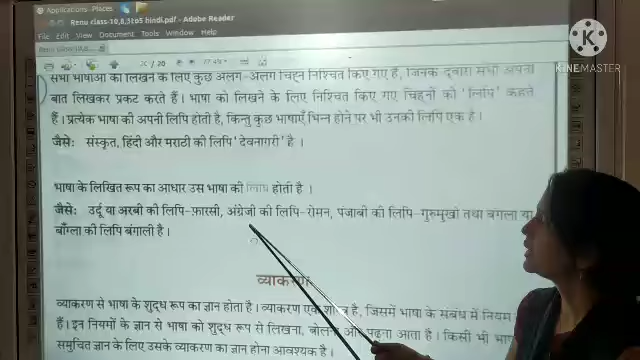 Applications Places
Renu class-10,8,3to5 hindi.pdf - Adobe Reader
File Edit View Document Tools Window Help
/ 20
सभी भाषाओं को लिखने के लिए कुछ अलग-अलग चिह्न निश्चित किए गए हैं, जिनके द्वारा सभी अपनी
बात लिखकर प्रकट करते हैं। भाषा को लिखने के लिए निश्चित किए गए चिह्नों को 'लिपि' कहते
हैं। प्रत्येक भाषा की अपनी लिपि होती है, किन्तु कुछ भाषाएँ भिन्न होने पर भी उनकी लिपि एक है।
जैसे: संस्कृत, हिंदी और मराठी की लिपि 'देवनागरी' है ।
भाषा के लिखित रूप का आधार उस भाषा की लिपि होती है ।
जैसे: उर्दू या अरबी की लिपि-फ़ारसी, अंग्रेजी की लिपि-रोमन, पंजाबी की लिपि-गुरुमुखी तथा बंगला या
बाँग्ला की लिपि बंगाली है।
व्याकरण
व्याकरण से भाषा के शुद्ध रूप का ज्ञान होता है। व्याकरण एक है, जिसमें भाषा के संबंध में नियम
हैं। इन नियमों के ज्ञान से भाषा को शुद्ध रूप से लिखना, बोलना और पढ़ना आता है। किसी भी
समुचित ज्ञान के लिए उसके व्याकरण का ज्ञान होना आवश्यक है।
KINEMASTER